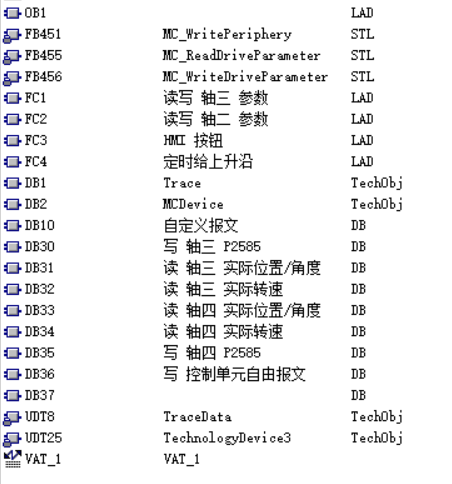 OB1 LAD
FB451 MC_WritePeriphery STL
FB455 MC_ReadDriveParameter STL
FB456 MC_WriteDriveParameter STL
FC1 读写 轴三 参数 LAD
FC2 读写 轴二 参数 LAD
FC3 HMI 按钮 LAD
FC4 定时给上升沿 LAD
DB1 Trace TechObj
DB2 MCDevice TechObj
DB10 自定义报文 DB
DB30 写 轴三 P2585 DB
DB31 读 轴三 实际位置/角度 DB
DB32 读 轴三 实际转速 DB
DB33 读 轴四 实际位置/角度 DB
DB34 读 轴四 实际转速 DB
DB35 写 轴四 P2585 DB
DB36 写 控制单元自由报文 DB
DB37 DB
UDT8 TraceData TechObj
UDT25 TechnologyDevice3 TechObj
VAT_1 VAT_1